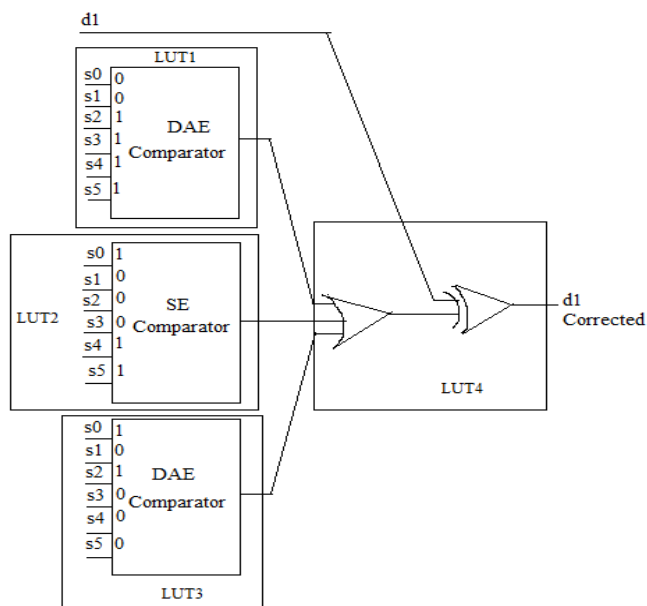 d1
LUT1
s0 0
s1 0
s2 1
s3 1
s4 1
s5 1
DAE
Comparator
LUT2
s0 1
s1 0
s2 0
s3 0
s4 1
s5 1
SE
Comparator
s0 1
s1 0
s2 1
s3 0
s4 0
s5 0
DAE
Comparator
LUT3
LUT4
d1
Corrected